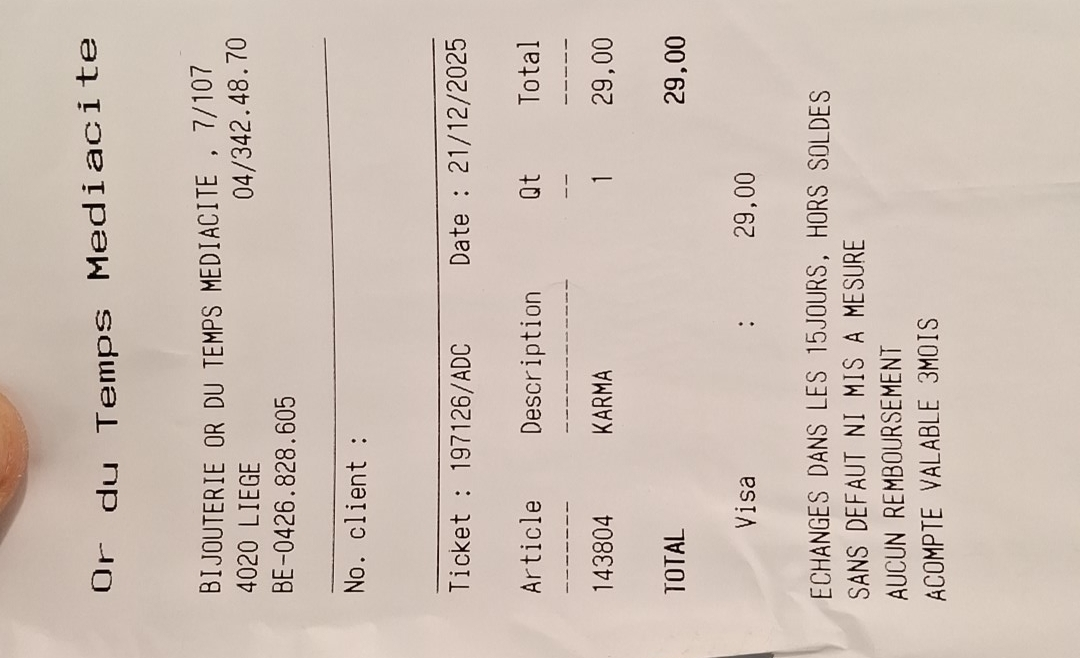 Or du Temps Mediacite
BIJOUTERIE OR DU TEMPS MEDIACITE , 7/107
4020 LIEGE 04/342.48.70
BE-0426.828.605
No. client :
Ticket : 197126/ADC Date : 21/12/2025
Article Description Qt Total
------- ------------- -- -----
143804 KARMA 1 29,00
TOTAL 29,00
Visa : 29,00
ECHANGES DANS LES 15JOURS, HORS SOLDES
SANS DEFAUT NI MIS A MESURE
AUCUN REMBOURSEMENT
ACOMPTE VALABLE 3MOIS